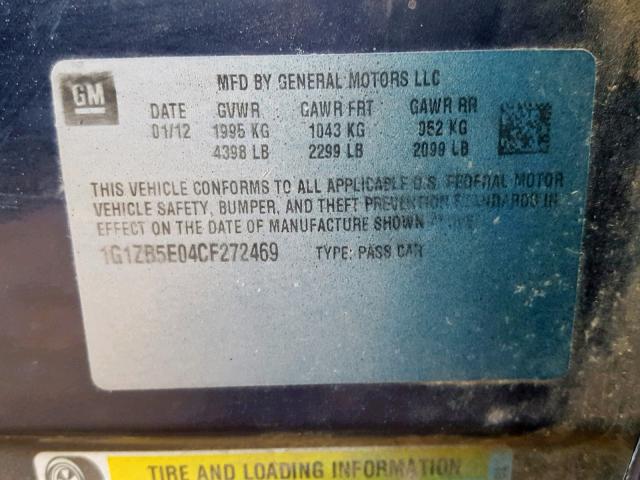 GM
MFD BY GENERAL MOTORS LLC
DATE GVWR GAWR FRT GAWR RR
01/12 1995 KG 1043 KG 952 KG
4398 LB 2299 LB 2099 LB
THIS VEHICLE CONFORMS TO ALL APPLICABLE U.S. FEDERAL MOTOR
VEHICLE SAFETY, BUMPER, AND THEFT PREVENTION STANDARDS IN
EFFECT ON THE DATE OF MANUFACTURE SHOWN
1G1ZB5E04CF272469 TYPE: PASS CAR
TIRE AND LOADING INFORMATION